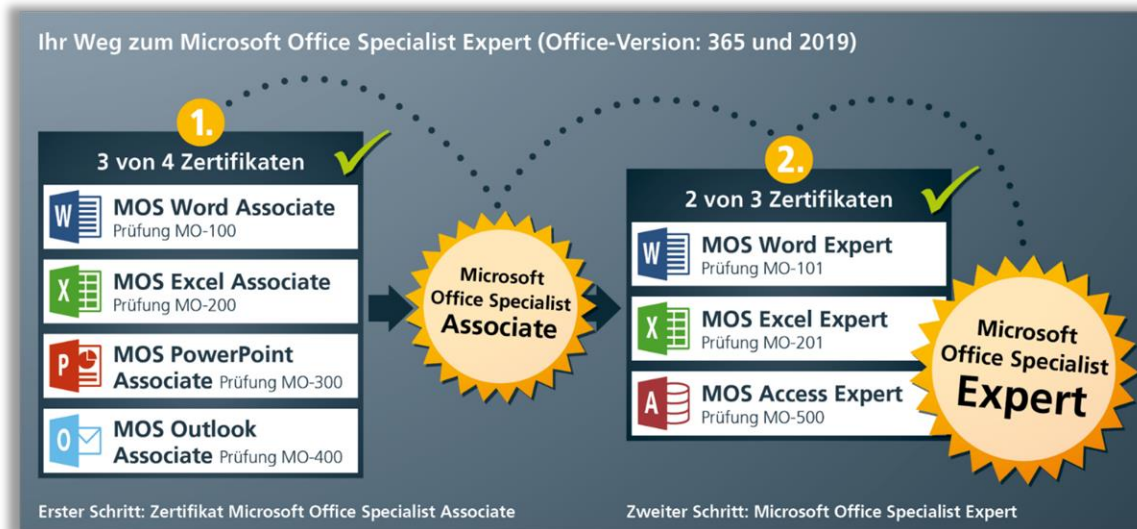 Ihr Weg zum Microsoft Office Specialist Expert (Office-Version: 365 und 2019)
1.
3 von 4 Zertifikaten
W
MOS Word Associate
Prüfung MO-100
X
MOS Excel Associate
Prüfung MO-200
P
MOS PowerPoint
Associate Prüfung MO-300
O
MOS Outlook
Associate Prüfung MO-400
Erster Schritt: Zertifikat Microsoft Office Specialist Associate
Microsoft
Office Specialist
Associate
2.
2 von 3 Zertifikaten
W
MOS Word Expert
Prüfung MO-101
X
MOS Excel Expert
Prüfung MO-201
A
MOS Access Expert
Prüfung MO-500
Microsoft
Office Specialist
Expert
Zweiter Schritt: Microsoft Office Specialist Expert